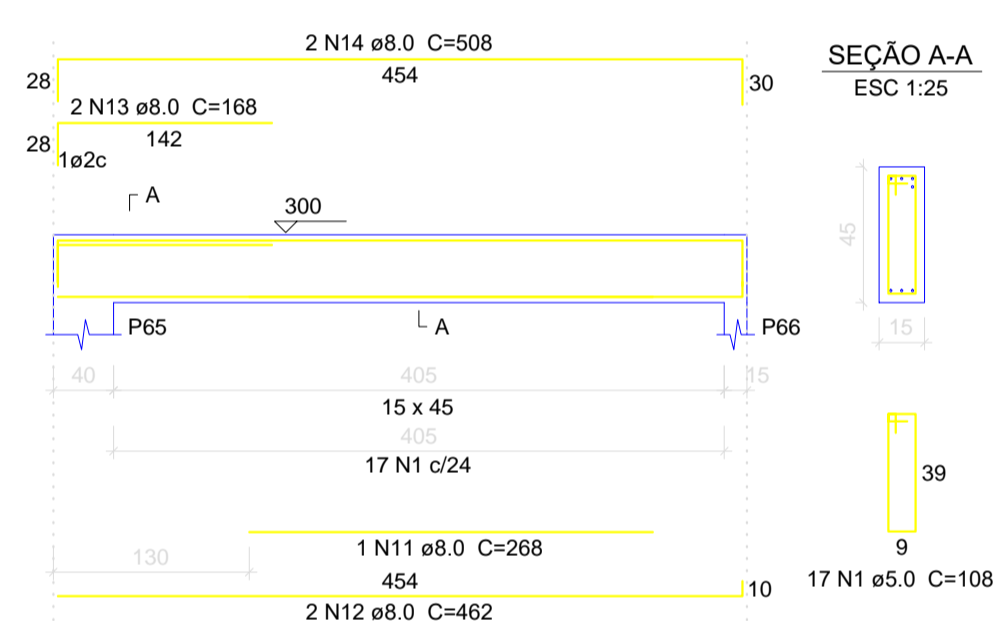 2 N14 ø8.0 C=508
28
454
30
2 N13 ø8.0 C=168
28
142
1ø2c
A
300
P65
A
P66
40
405
15
15 x 45
405
17 N1 c/24
1 N11 ø8.0 C=268
130
454
10
2 N12 ø8.0 C=462
SEÇÃO A-A
ESC 1:25
45
15
39
9
17 N1 ø5.0 C=108